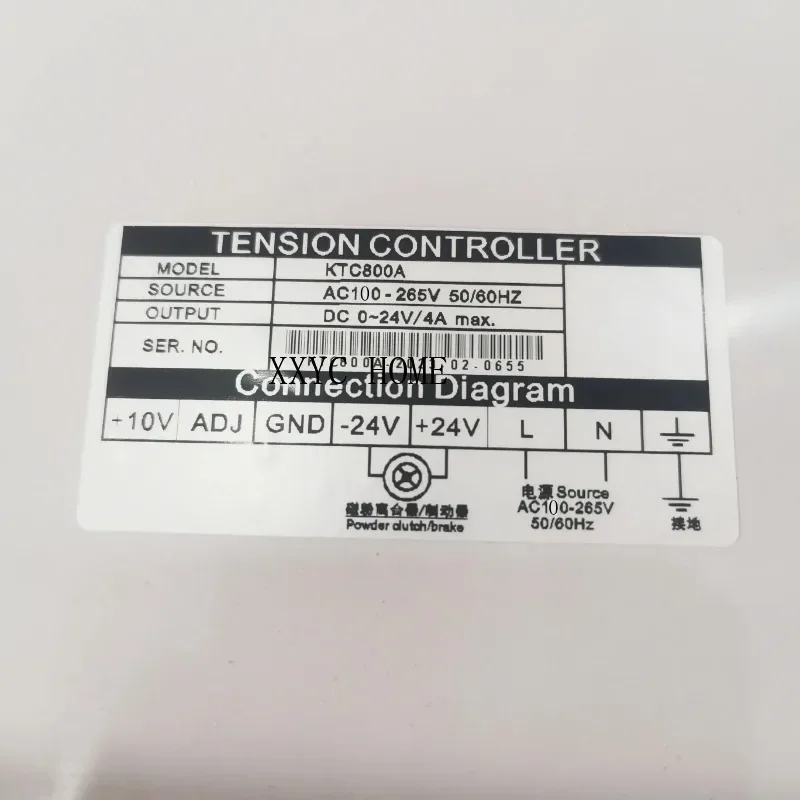 TENSION CONTROLLER
MODEL KTC800A
SOURCE AC100-265V 50/60HZ
OUTPUT DC 0~24V/4A max.
SER. NO.
02-0655
XXYC HOME
Connection Diagram
+10V ADJ GND -24V +24V L N
磁粉离合器/制动器
Powder clutch/brake
电源 Source
AC100-265V
50/60Hz
接地